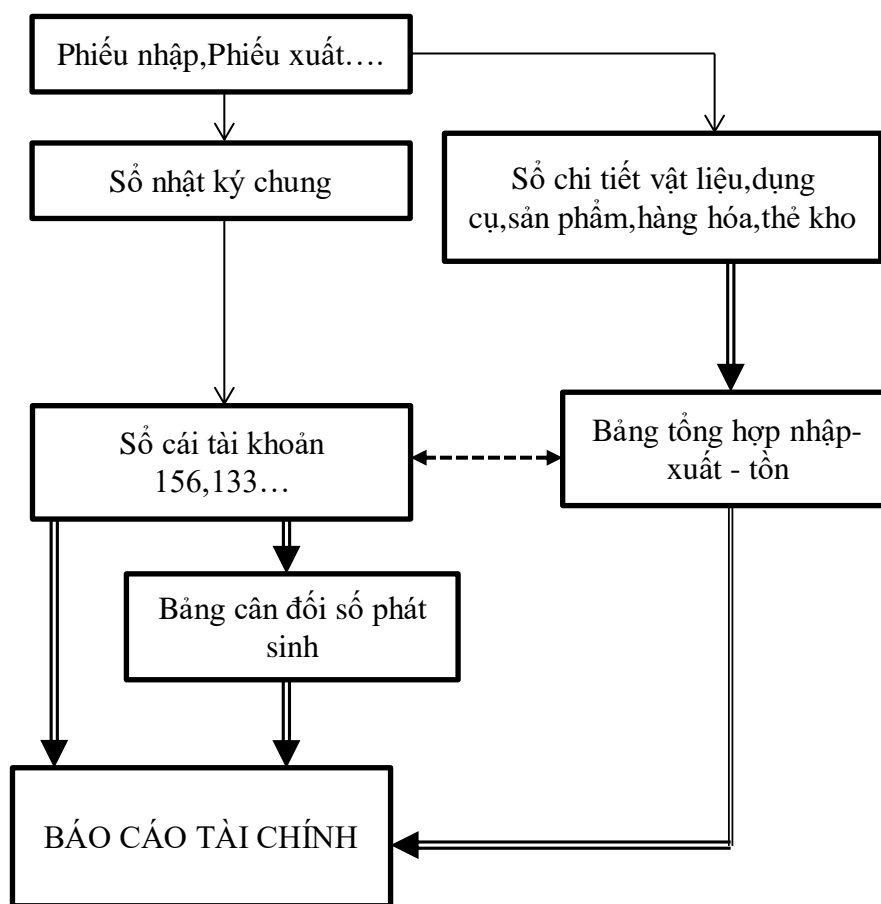 Phiếu nhập,Phiếu xuất….
Sổ nhật ký chung
Sổ chi tiết vật liệu,dụng
cụ,sản phẩm,hàng hóa,thẻ kho
Sổ cái tài khoản
156,133…
Bảng tổng hợp nhập-
xuất - tồn
Bảng cân đối số phát
sinh
BÁO CÁO TÀI CHÍNH